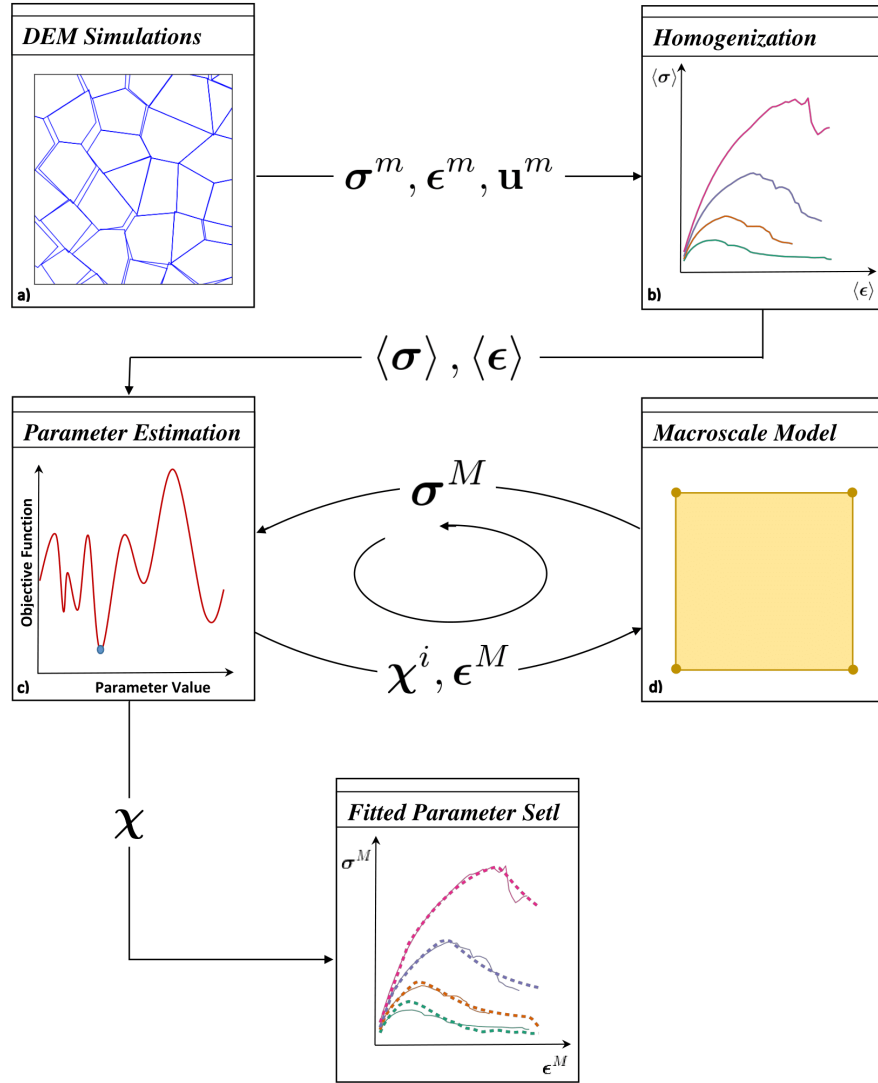 DEM Simulations
a)
σ^m, ϵ^m, u^m
Homogenization
⟨σ⟩
b)
⟨ϵ⟩
⟨σ⟩, ⟨ϵ⟩
Parameter Estimation
Objective Function
c)
Parameter Value
σ^M
χ^i, ϵ^M
Macroscale Model
d)
χ
Fitted Parameter Setl
σ^M
ϵ^M